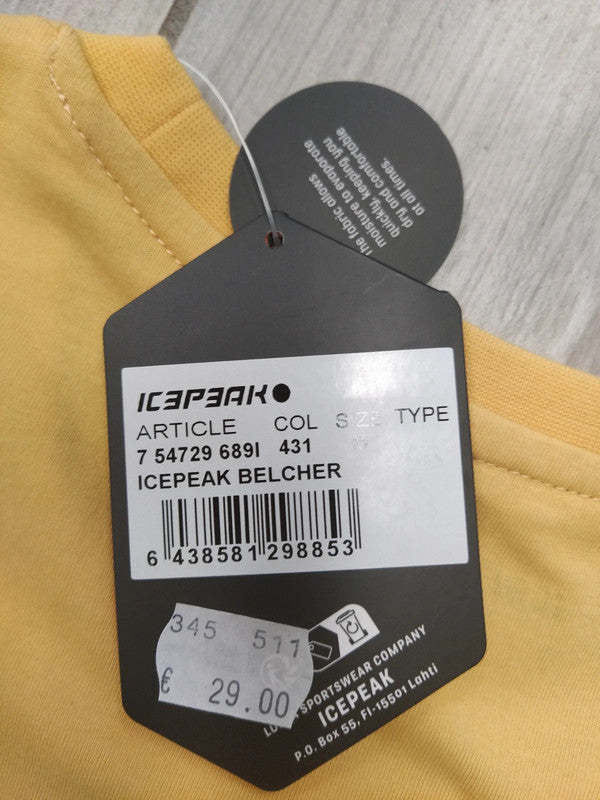 The fabric allows
moisture to evaporate
quickly, keeping you
dry and comfortable
at all times.
ICEPEAK
ARTICLE COL SIZE TYPE
7 54729 689I 431
ICEPEAK BELCHER
6 438581 298853
345 511
€ 29.00
SPORTSWEAR COMPANY
ICEPEAK
P.O. Box 55, FI-15501 Lahti